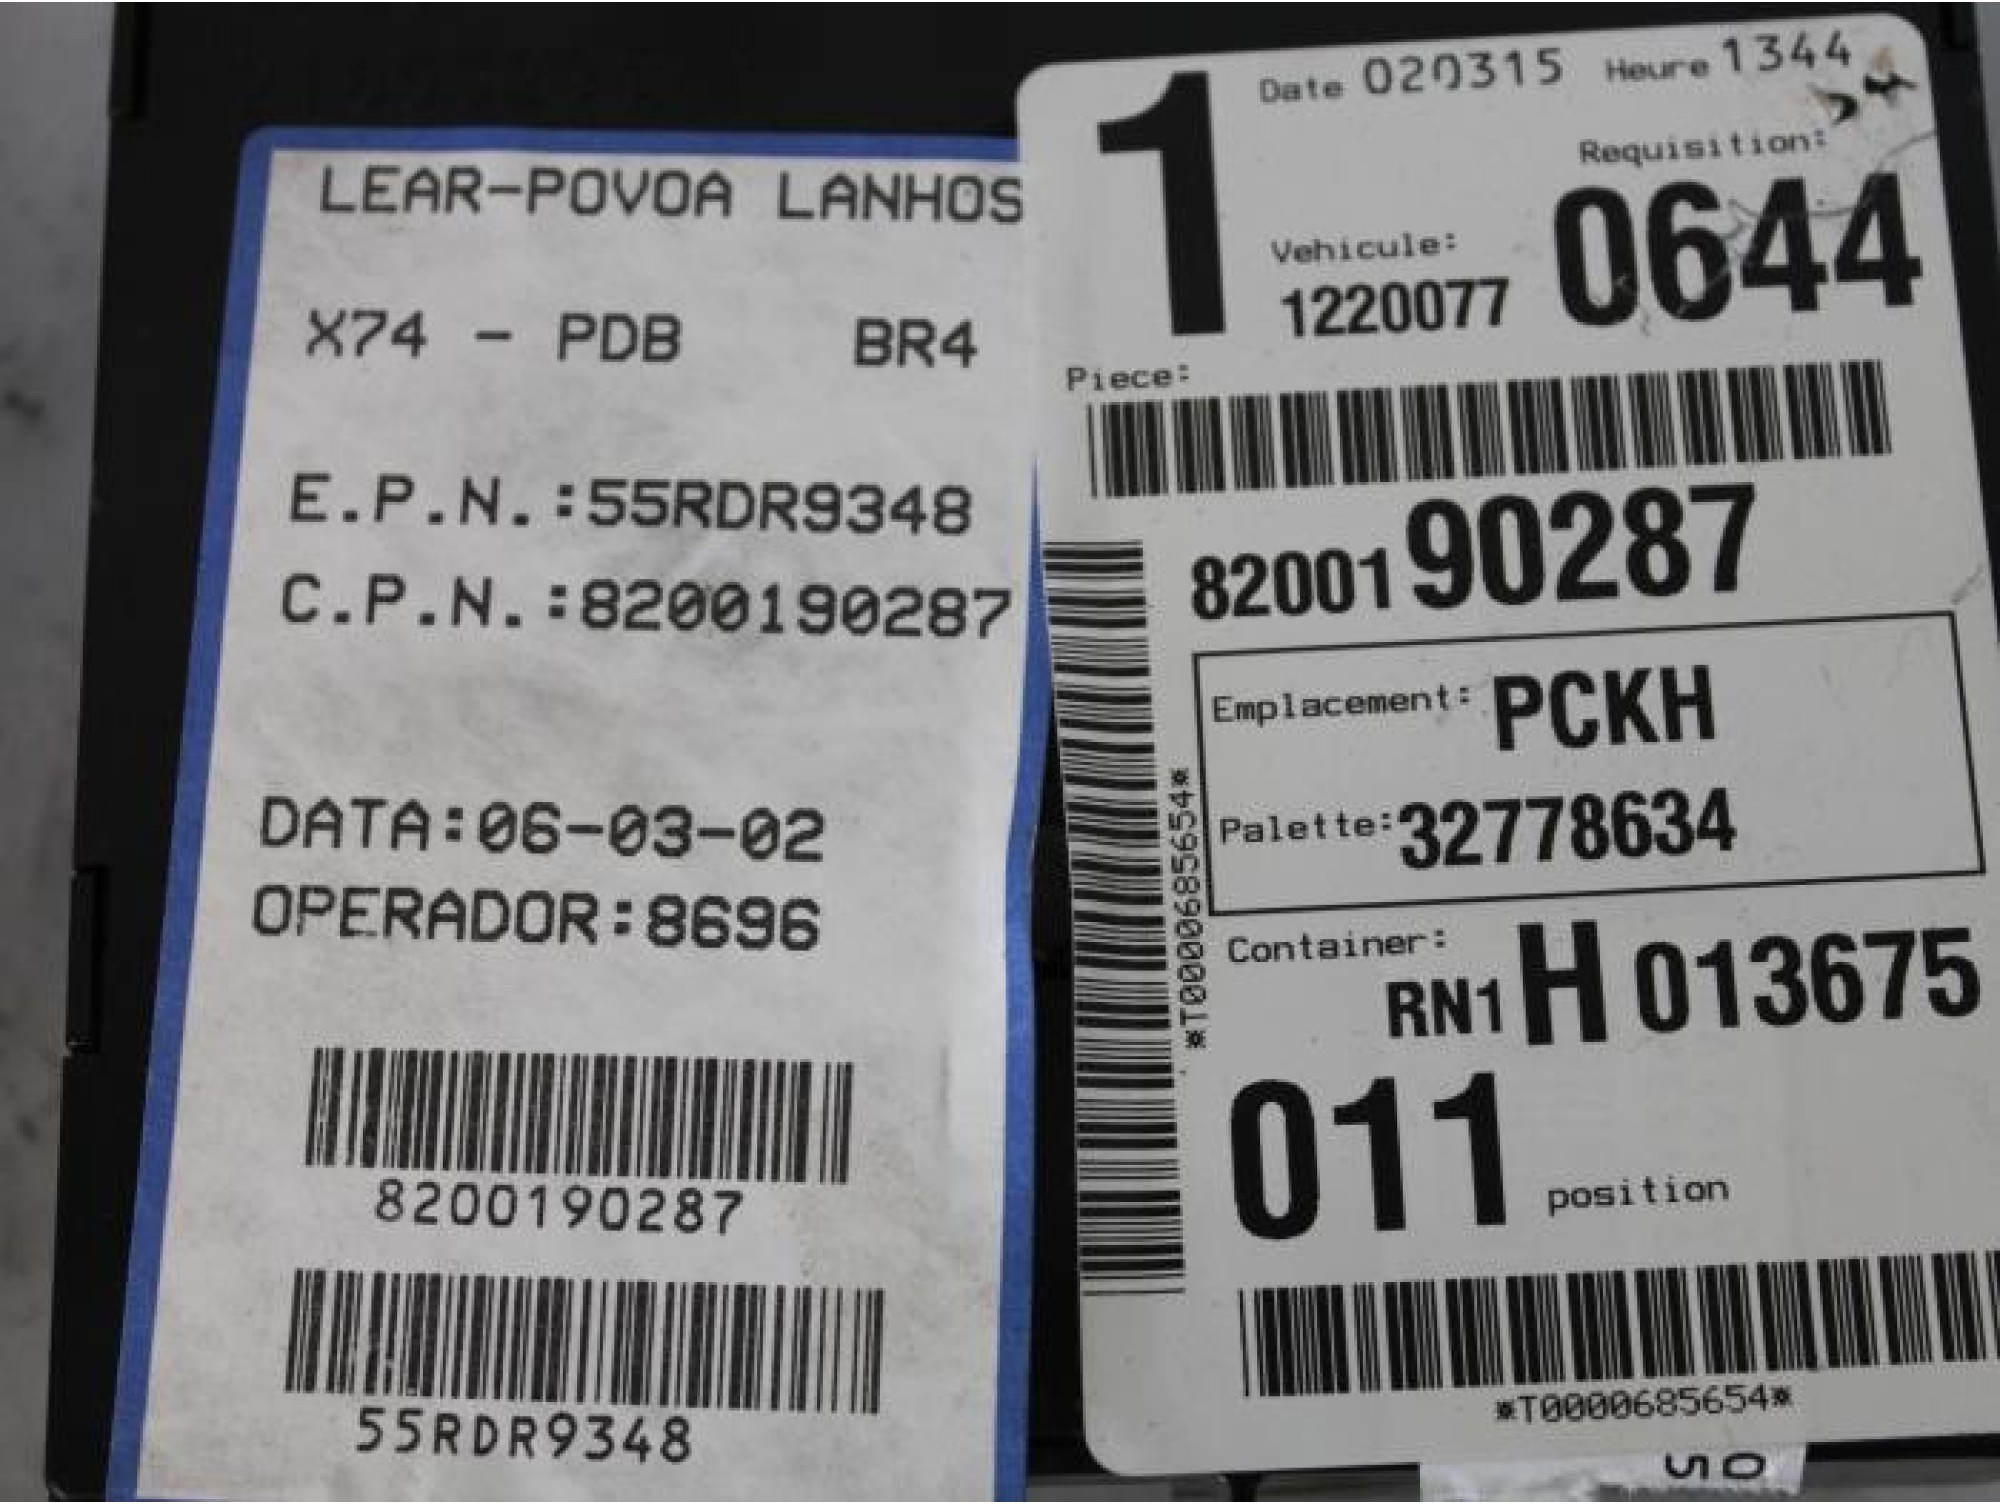 LEAR-POVOA LANHOS
X74 - PDB BR4
E.P.N.:55RDR9348
C.P.N.:8200190287
DATA:06-03-02
OPERADOR:8696
8200190287
55RDR9348
1
Date 020315 Heure 1344
Requisition:
0644
Vehicule:
1220077
Piece:
8200190287
Emplacement: PCKH
Palette:32778634
*T0000685654*
Container:
RN1 H 013675
011 position
*T0000685654*